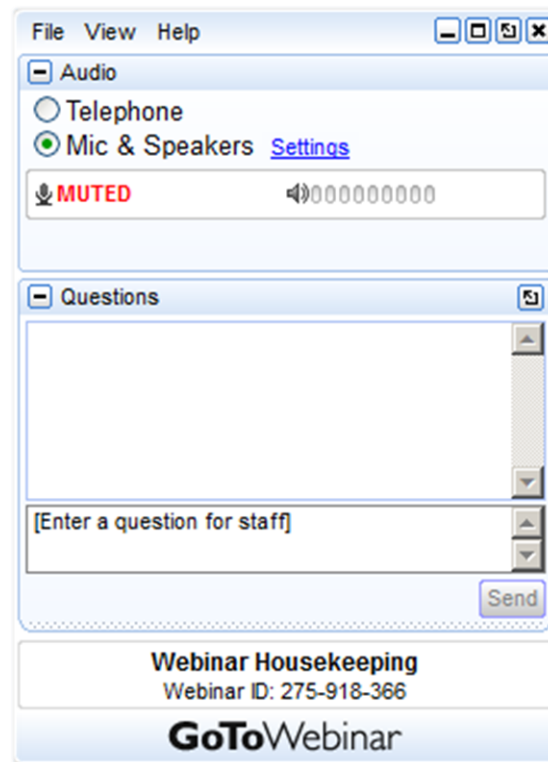 File View Help
Audio
Telephone
Mic & Speakers Settings
MUTED 000000000
Questions
[Enter a question for staff]
Send
Webinar Housekeeping
Webinar ID: 275-918-366
GoToWebinar